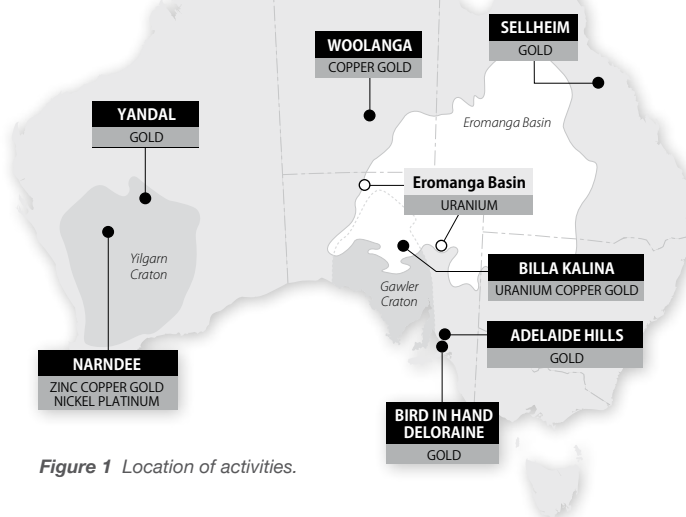 SELLHEIM
GOLD
WOOLANGA
COPPER GOLD
YANDAL
GOLD
Eromanga Basin
Eromanga Basin
URANIUM
Yilgarn
Craton
BILLA KALINA
URANIUM COPPER GOLD
Gawler
Craton
ADELAIDE HILLS
GOLD
NARNDEE
ZINC COPPER GOLD
NICKEL PLATINUM
BIRD IN HAND
DELORAINE
GOLD
Figure 1 Location of activities.